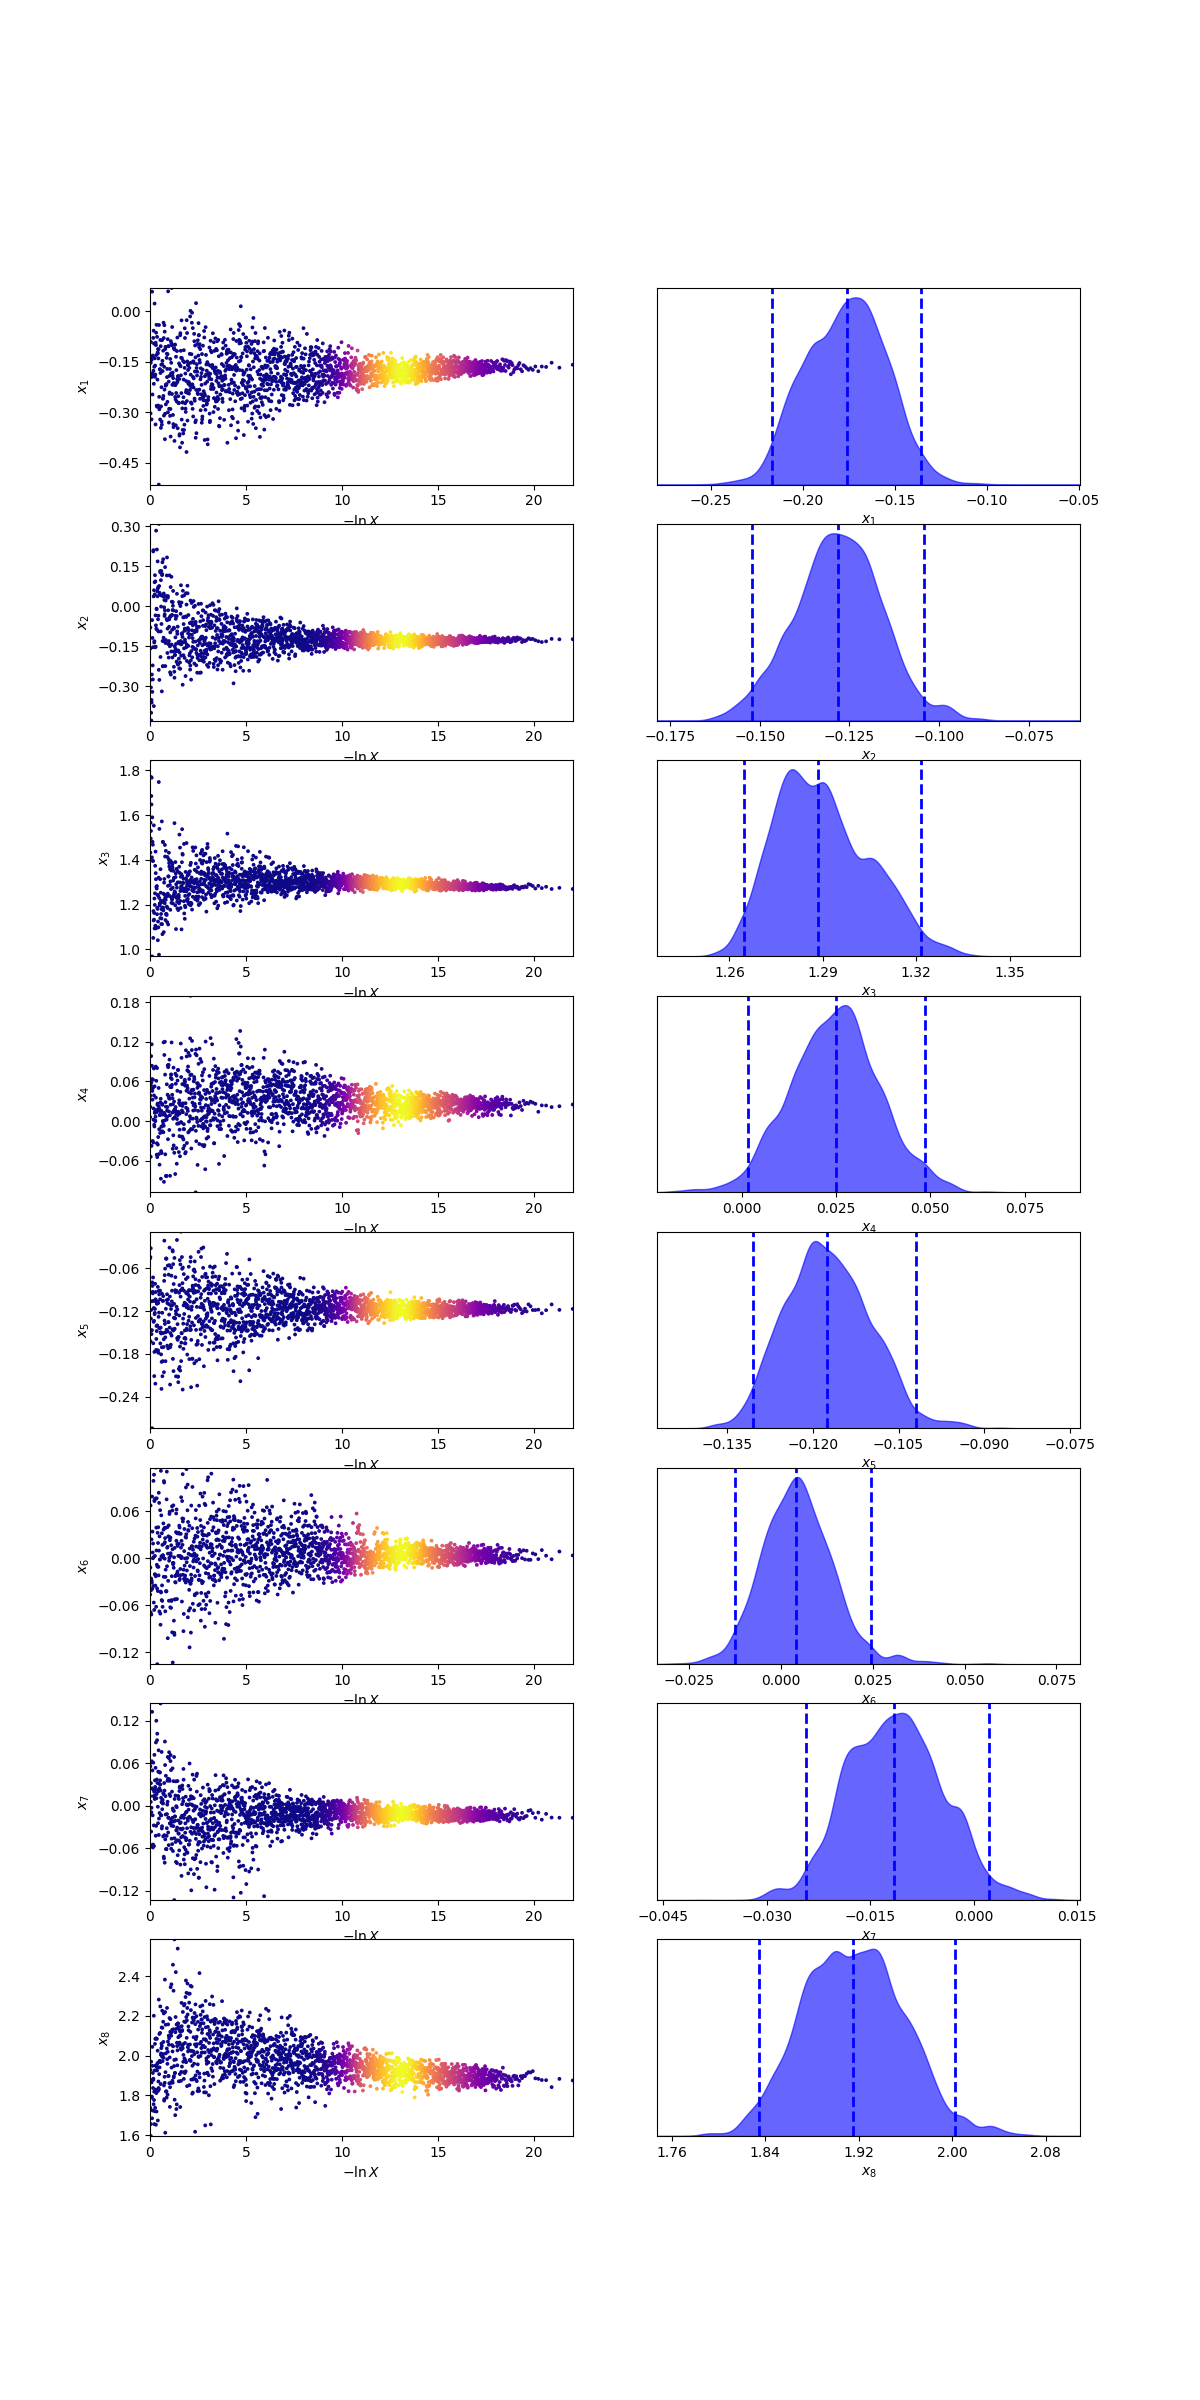 0.00
−0.15
−0.30
−0.45
x₁
0 5 10 15 20
−ln X
−0.25 −0.20 −0.15 −0.10 −0.05
x₁
0.30
0.15
0.00
−0.15
−0.30
x₂
0 5 10 15 20
−ln X
−0.175 −0.150 −0.125 −0.100 −0.075
x₂
1.8
1.6
1.4
1.2
1.0
x₃
0 5 10 15 20
−ln X
1.26 1.29 1.32 1.35
x₃
0.18
0.12
0.06
0.00
−0.06
x₄
0 5 10 15 20
−ln X
0.000 0.025 0.050 0.075
x₄
−0.06
−0.12
−0.18
−0.24
x₅
0 5 10 15 20
−ln X
−0.135 −0.120 −0.105 −0.090 −0.075
x₅
0.06
0.00
−0.06
−0.12
x₆
0 5 10 15 20
−ln X
−0.025 0.000 0.025 0.050 0.075
x₆
0.12
0.06
0.00
−0.06
−0.12
x₇
0 5 10 15 20
−ln X
−0.045 −0.030 −0.015 0.000 0.015
x₇
2.4
2.2
2.0
1.8
1.6
x₈
0 5 10 15 20
−ln X
1.76 1.84 1.92 2.00 2.08
x₈